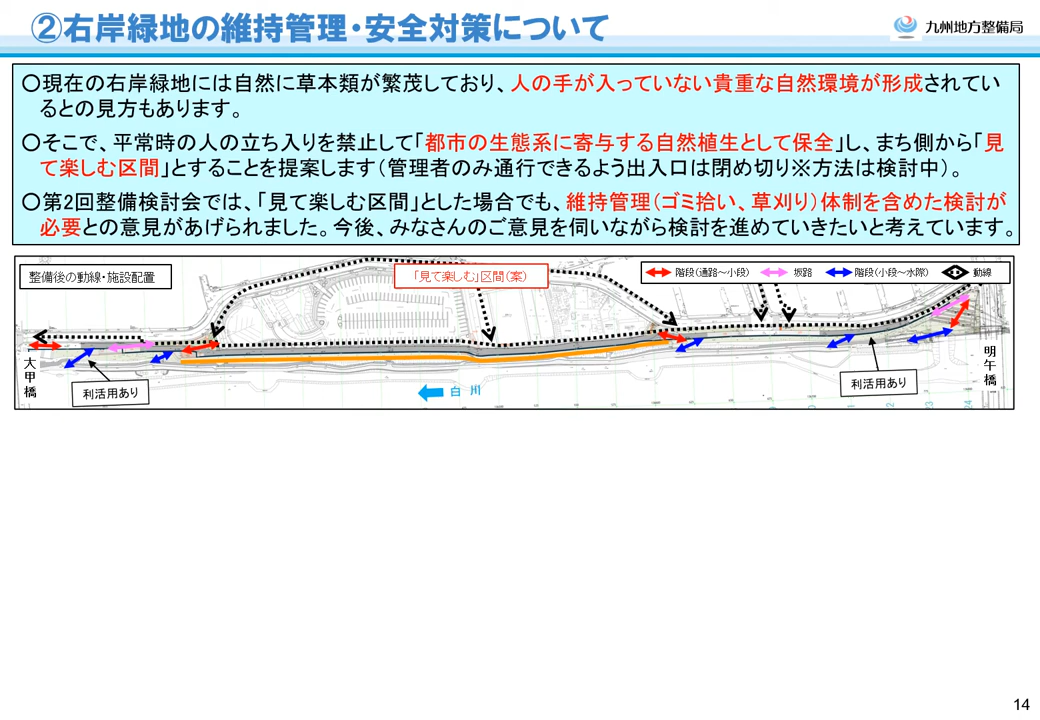 ②右岸緑地の維持管理・安全対策について
九州地方整備局
〇現在の右岸緑地には自然に草本類が繁茂しており、人の手が入っていない貴重な自然環境が形成されてい
るとの見方もあります。
〇そこで、平常時の人の立ち入りを禁止して「都市の生態系に寄与する自然植生として保全」し、まち側から「見
て楽しむ区間」とすることを提案します（管理者のみ通行できるよう出入口は閉め切り※方法は検討中）。
〇第2回整備検討会では、「見て楽しむ区間」とした場合でも、維持管理（ゴミ拾い、草刈り）体制を含めた検討が
必要との意見があげられました。今後、みなさんのご意見を伺いながら検討を進めていきたいと考えています。
整備後の動線・施設配置
「見て楽しむ」区間（案）
階段（通路～小段）
坂路
階段（小段～水際）
動線
大甲橋
利活用あり
白川
利活用あり
明午橋
22
23
24
14